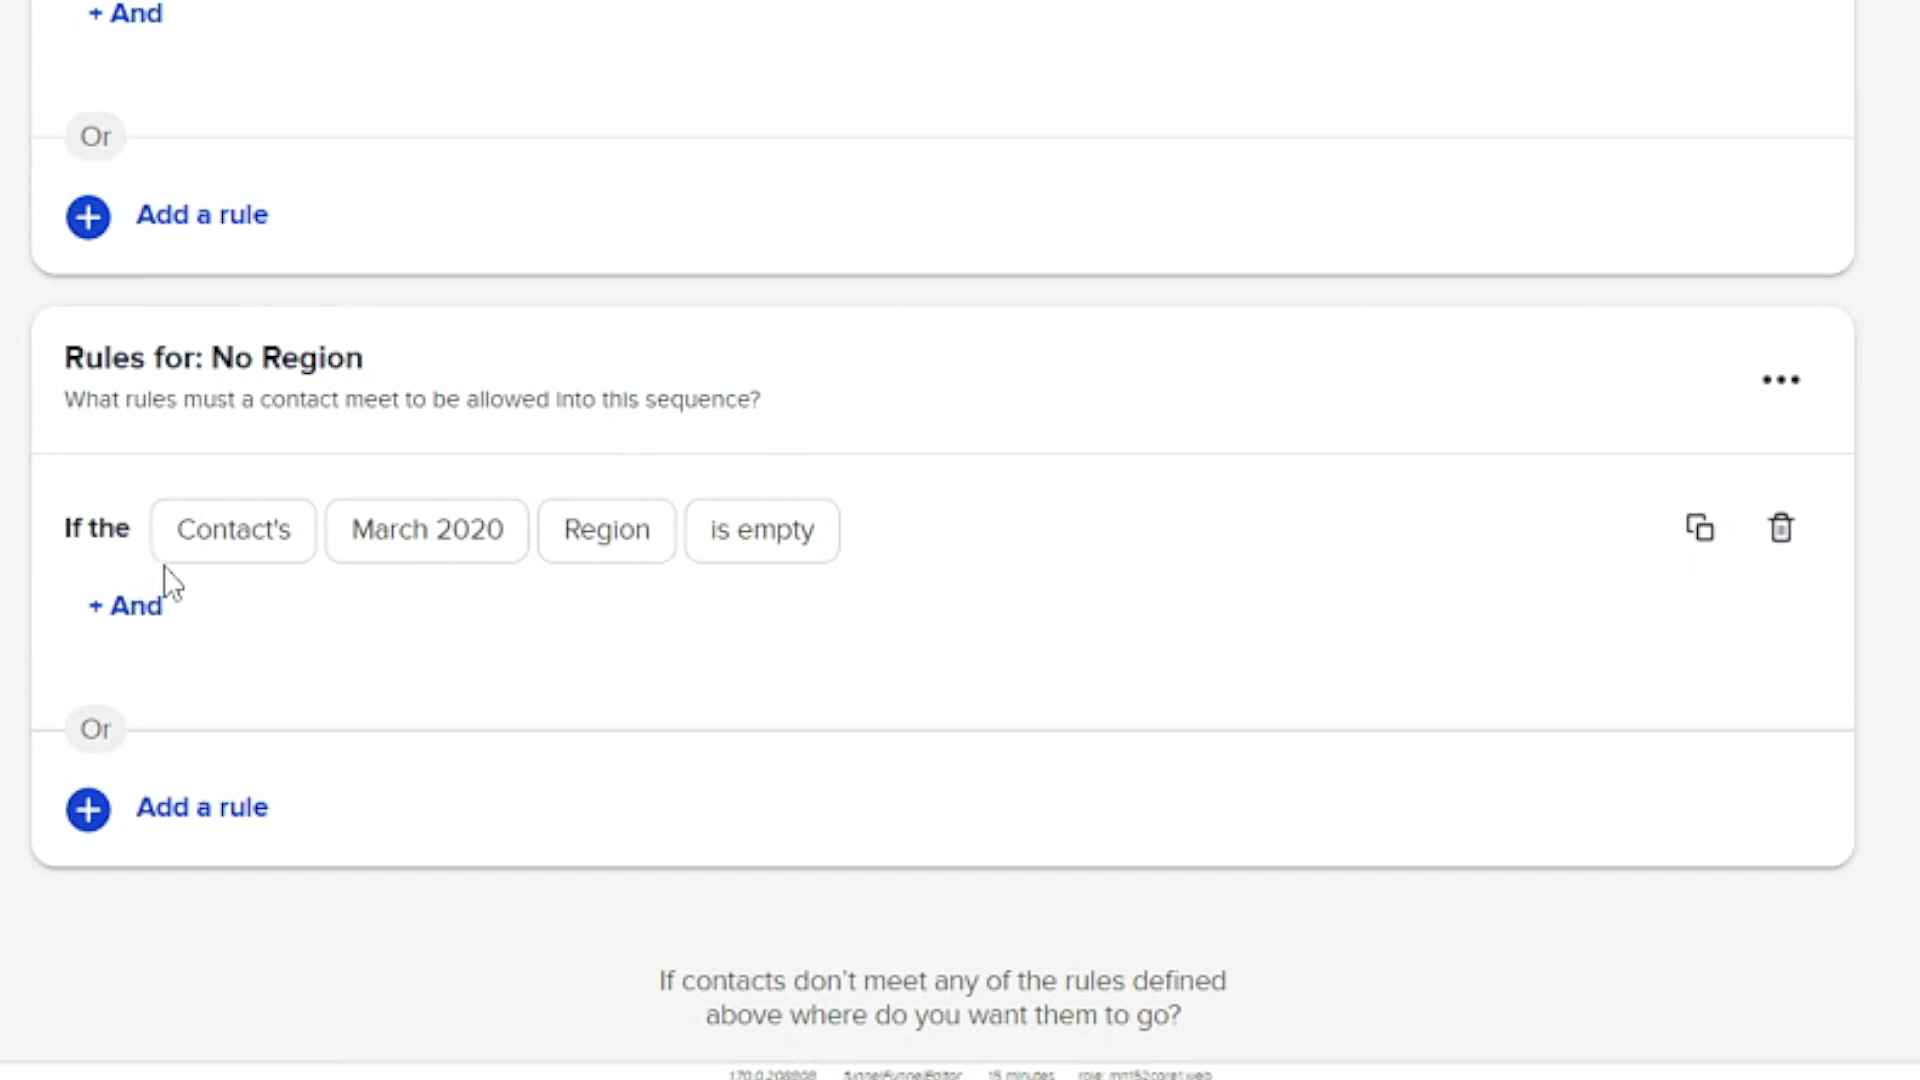 + And
Or
Add a rule
Rules for: No Region
What rules must a contact meet to be allowed into this sequence?
If the Contact's March 2020 Region is empty
+ And
Or
Add a rule
If contacts don't meet any of the rules defined
above where do you want them to go?
15 minutes